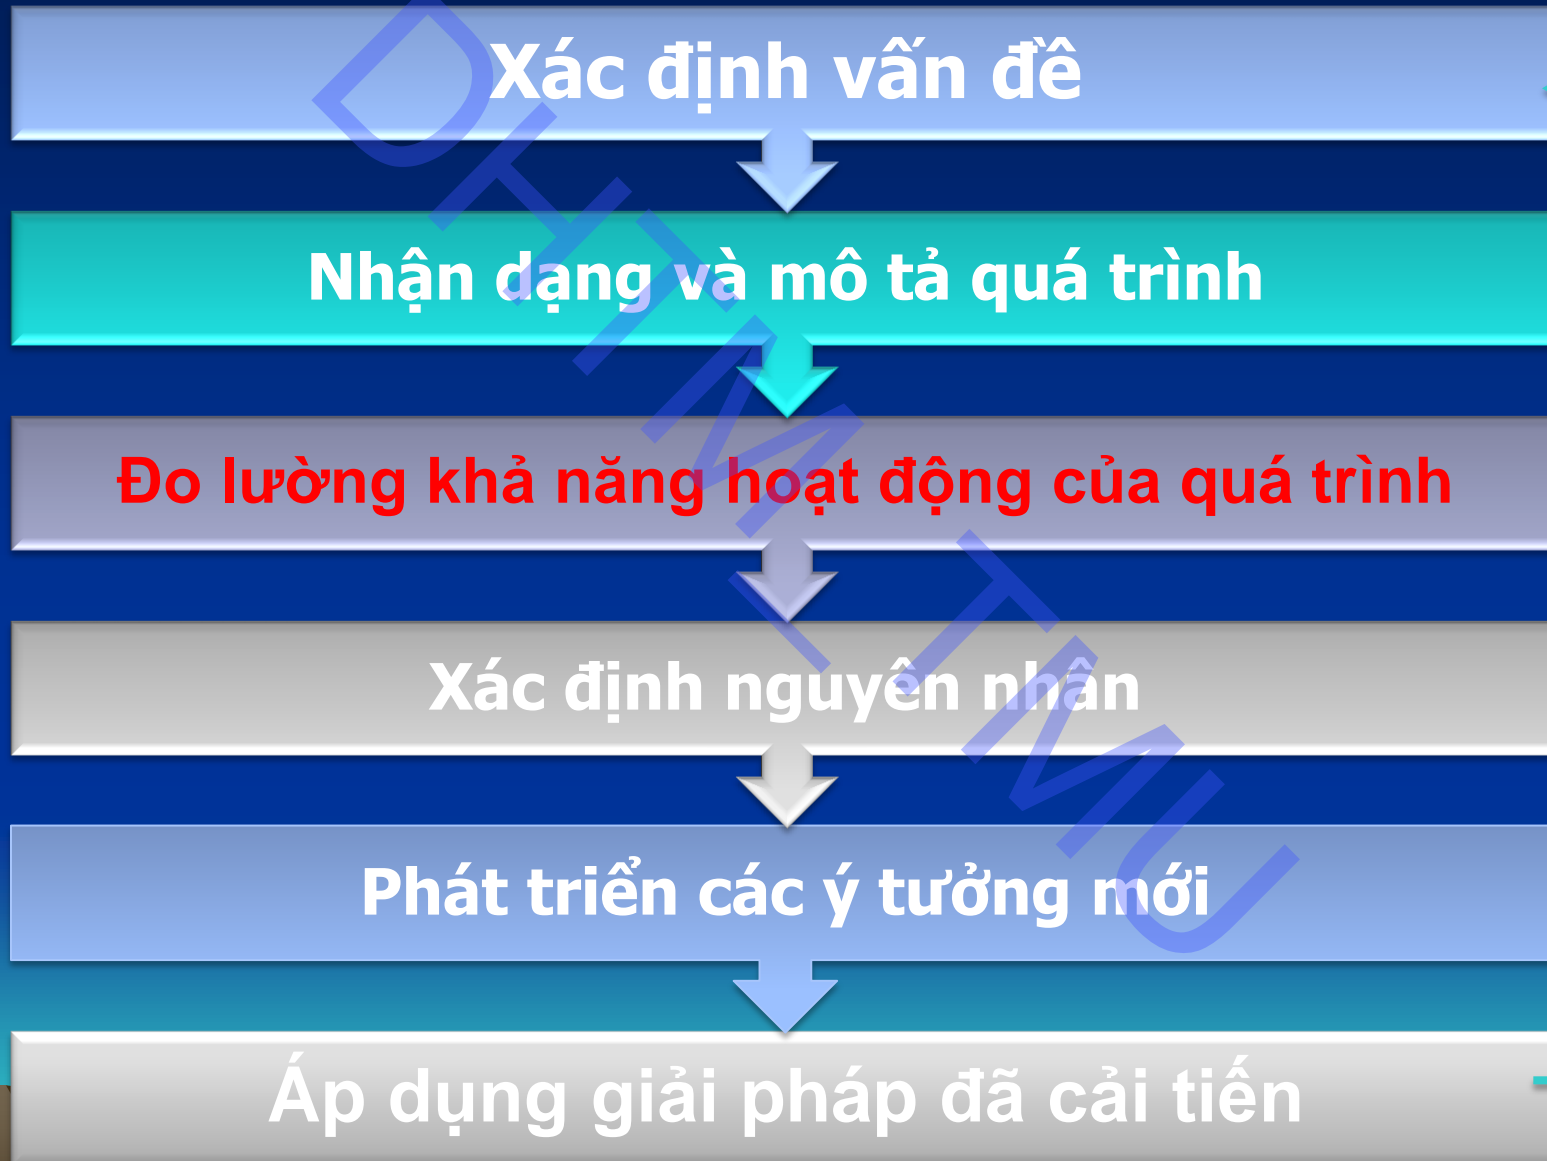 Xác định vấn đề
Nhận dạng và mô tả quá trình
Đo lường khả năng hoạt động của quá trình
Xác định nguyên nhân
Phát triển các ý tưởng mới
Áp dụng giải pháp đã cải tiến
DHTM_TMU